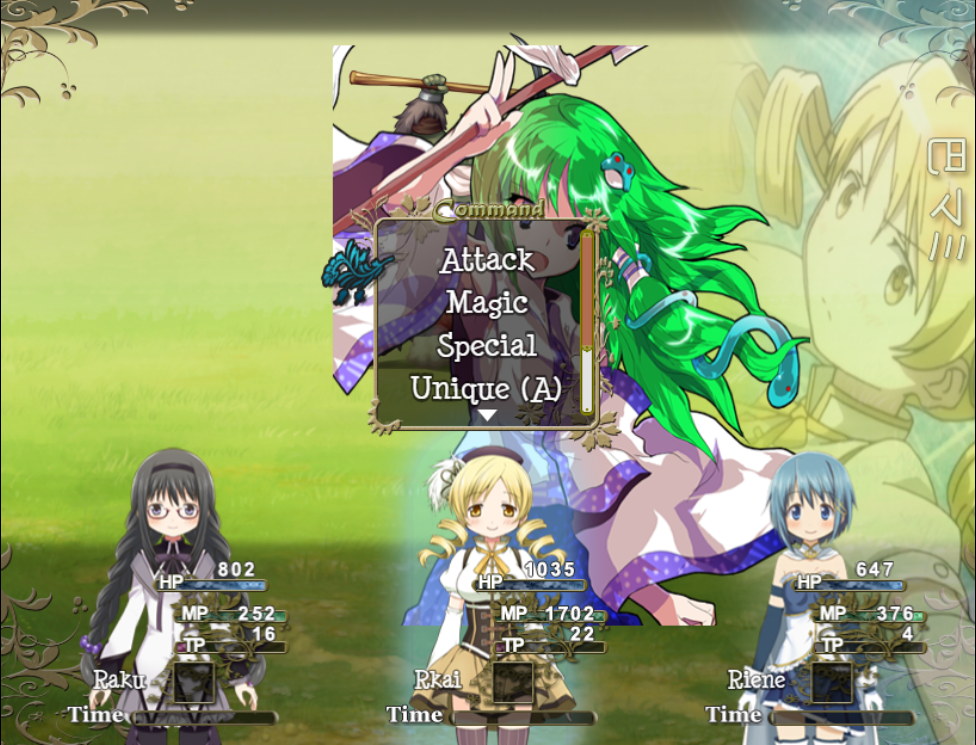 Command
Attack
Magic
Special
Unique (A)
HP 802
MP 252
TP 16
Raku
Time
HP 1035
MP 1702
TP 22
Rkai
Time
HP 647
MP 376
TP 4
Riene
Time